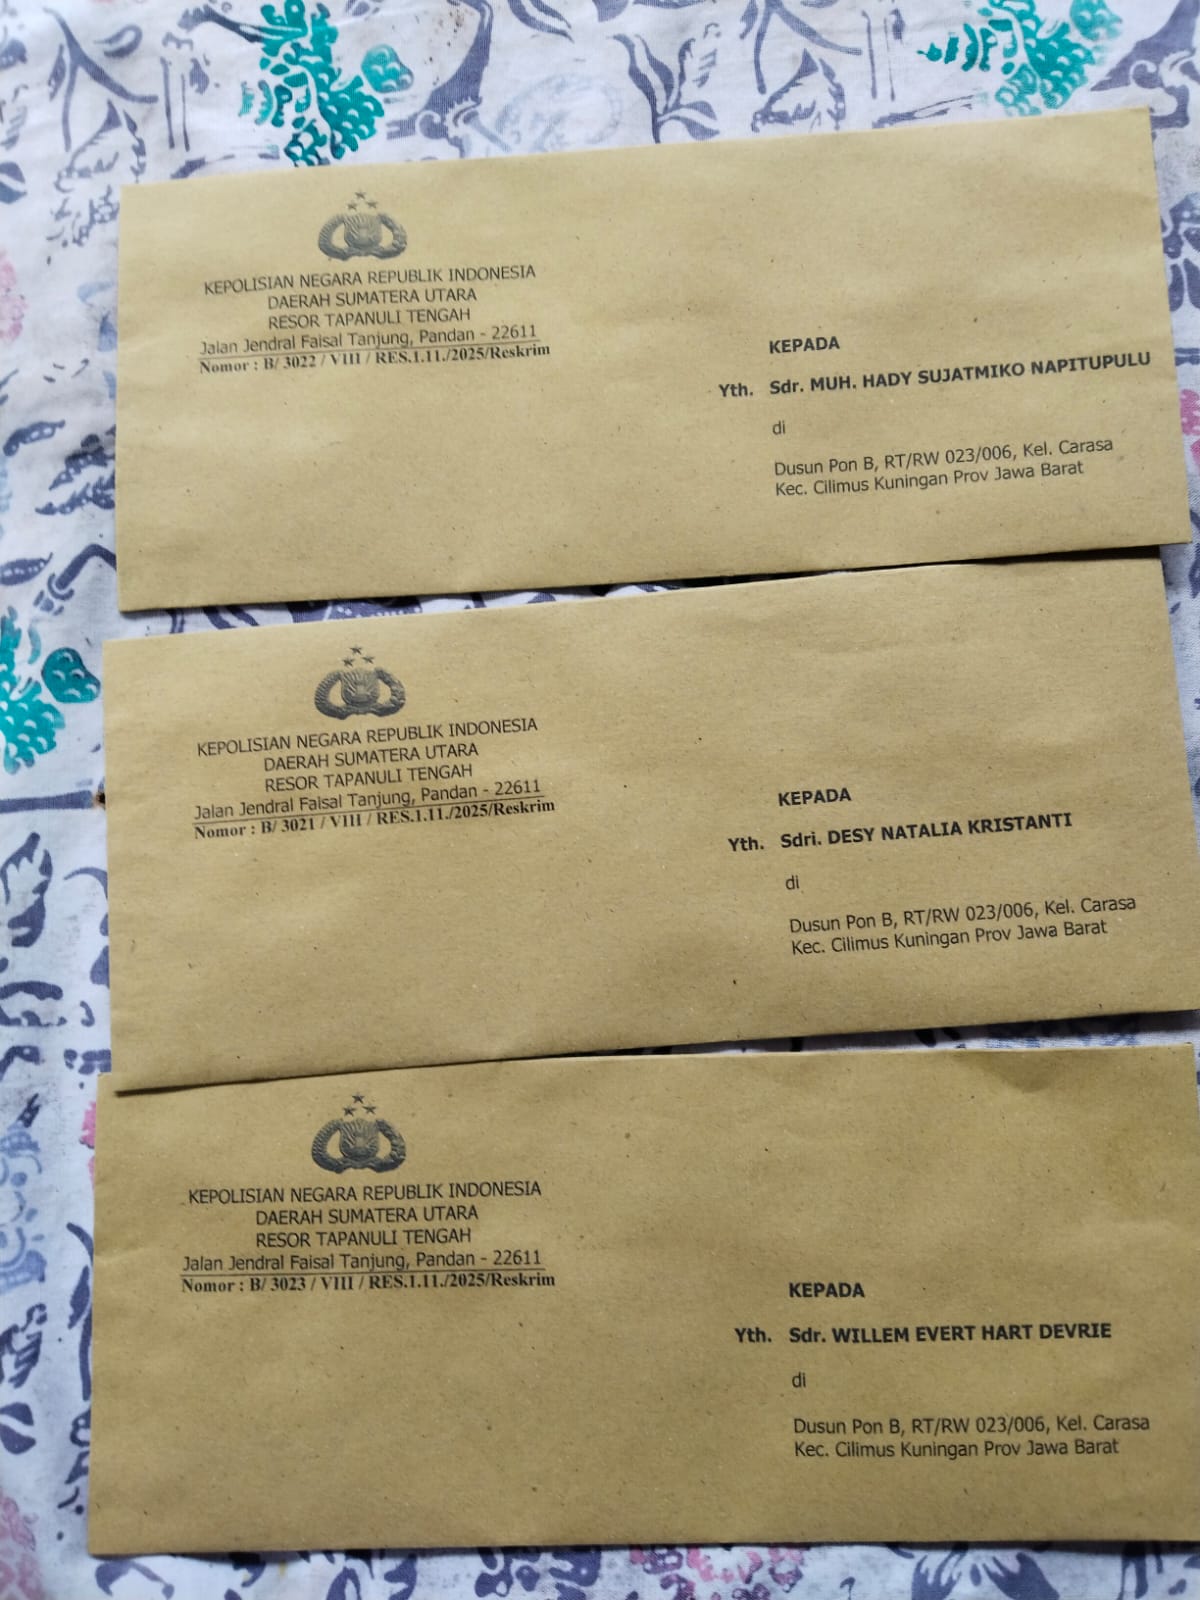 KEPOLISIAN NEGARA REPUBLIK INDONESIA
DAERAH SUMATERA UTARA
RESOR TAPANULI TENGAH
Jalan Jendral Faisal Tanjung, Pandan - 22611
Nomor : B/ 3022 / VIII / RES.1.11./2025/Reskrim
KEPADA
Yth. Sdr. MUH. HADY SUJATMIKO NAPITUPULU
di
Dusun Pon B, RT/RW 023/006, Kel. Carasa
Kec. Cilimus Kuningan Prov Jawa Barat
KEPOLISIAN NEGARA REPUBLIK INDONESIA
DAERAH SUMATERA UTARA
RESOR TAPANULI TENGAH
Jalan Jendral Faisal Tanjung, Pandan - 22611
Nomor : B/ 3021 / VIII / RES.1.11./2025/Reskrim
KEPADA
Yth. Sdri. DESY NATALIA KRISTANTI
di
Dusun Pon B, RT/RW 023/006, Kel. Carasa
Kec. Cilimus Kuningan Prov Jawa Barat
KEPOLISIAN NEGARA REPUBLIK INDONESIA
DAERAH SUMATERA UTARA
RESOR TAPANULI TENGAH
Jalan Jendral Faisal Tanjung, Pandan - 22611
Nomor : B/ 3023 / VIII / RES.1.11./2025/Reskrim
KEPADA
Yth. Sdr. WILLEM EVERT HART DEVRIE
di
Dusun Pon B, RT/RW 023/006, Kel. Carasa
Kec. Cilimus Kuningan Prov Jawa Barat